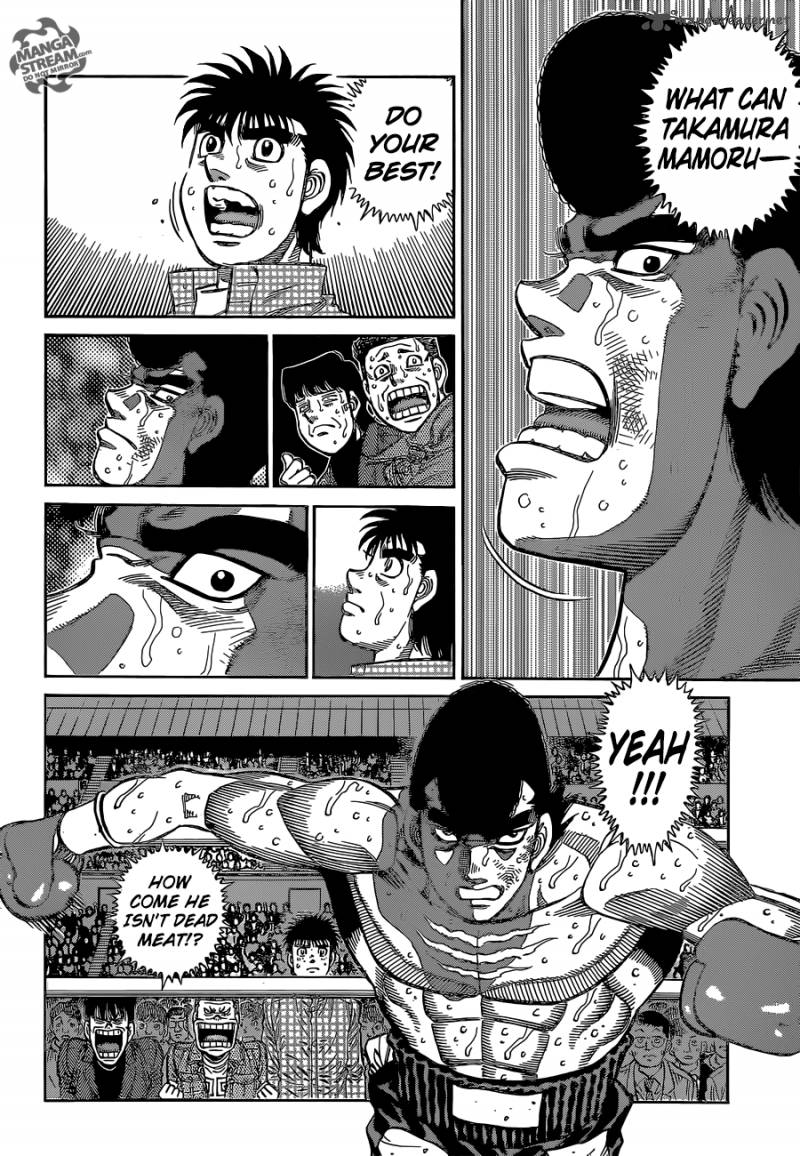 WHAT CAN
TAKAMURA
MAMORU—
DO
YOUR
BEST!
YEAH
!!!
HOW
COME HE
ISN'T DEAD
MEAT!?
MANGA
STREAM.com
DO NOT MIRROR